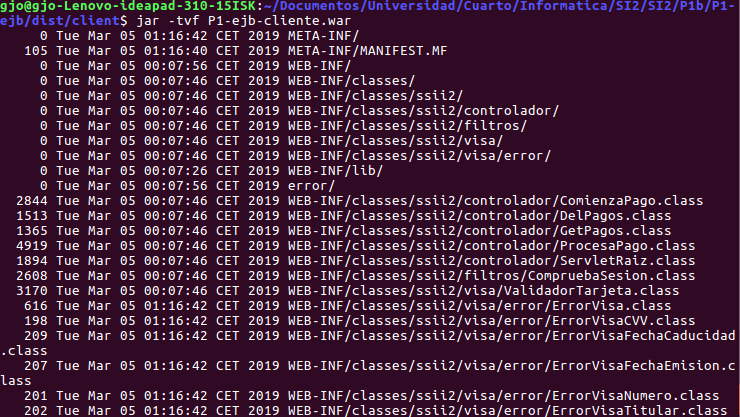 gjo@gjo-Lenovo-ideapad-310-15ISK:~/Documentos/Universidad/Cuarto/Informatica/SI2/SI2/P1b/P1-
ejb/dist/client$ jar -tvf P1-ejb-cliente.war
     0 Tue Mar 05 01:16:42 CET 2019 META-INF/
   105 Tue Mar 05 01:16:40 CET 2019 META-INF/MANIFEST.MF
     0 Tue Mar 05 00:07:56 CET 2019 WEB-INF/
     0 Tue Mar 05 00:07:46 CET 2019 WEB-INF/classes/
     0 Tue Mar 05 00:07:46 CET 2019 WEB-INF/classes/ssii2/
     0 Tue Mar 05 00:07:46 CET 2019 WEB-INF/classes/ssii2/controlador/
     0 Tue Mar 05 00:07:46 CET 2019 WEB-INF/classes/ssii2/filtros/
     0 Tue Mar 05 00:07:46 CET 2019 WEB-INF/classes/ssii2/visa/
     0 Tue Mar 05 00:07:46 CET 2019 WEB-INF/classes/ssii2/visa/error/
     0 Tue Mar 05 00:07:26 CET 2019 WEB-INF/lib/
     0 Tue Mar 05 00:07:56 CET 2019 error/
  2844 Tue Mar 05 00:07:46 CET 2019 WEB-INF/classes/ssii2/controlador/ComienzaPago.class
  1513 Tue Mar 05 00:07:46 CET 2019 WEB-INF/classes/ssii2/controlador/DelPagos.class
  1365 Tue Mar 05 00:07:46 CET 2019 WEB-INF/classes/ssii2/controlador/GetPagos.class
  4919 Tue Mar 05 00:07:46 CET 2019 WEB-INF/classes/ssii2/controlador/ProcesaPago.class
  1894 Tue Mar 05 00:07:46 CET 2019 WEB-INF/classes/ssii2/controlador/ServletRaiz.class
  2608 Tue Mar 05 00:07:46 CET 2019 WEB-INF/classes/ssii2/filtros/CompruebaSesion.class
  3170 Tue Mar 05 00:07:46 CET 2019 WEB-INF/classes/ssii2/visa/ValidadorTarjeta.class
   616 Tue Mar 05 01:16:42 CET 2019 WEB-INF/classes/ssii2/visa/error/ErrorVisa.class
   198 Tue Mar 05 01:16:42 CET 2019 WEB-INF/classes/ssii2/visa/error/ErrorVisaCVV.class
   209 Tue Mar 05 01:16:42 CET 2019 WEB-INF/classes/ssii2/visa/error/ErrorVisaFechaCaducidad
.class
   207 Tue Mar 05 01:16:42 CET 2019 WEB-INF/classes/ssii2/visa/error/ErrorVisaFechaEmision.c
lass
   201 Tue Mar 05 01:16:42 CET 2019 WEB-INF/classes/ssii2/visa/error/ErrorVisaNumero.class
   202 Tue Mar 05 01:16:42 CET 2019 WEB-INF/classes/ssii2/visa/error/ErrorVisaTitular.class